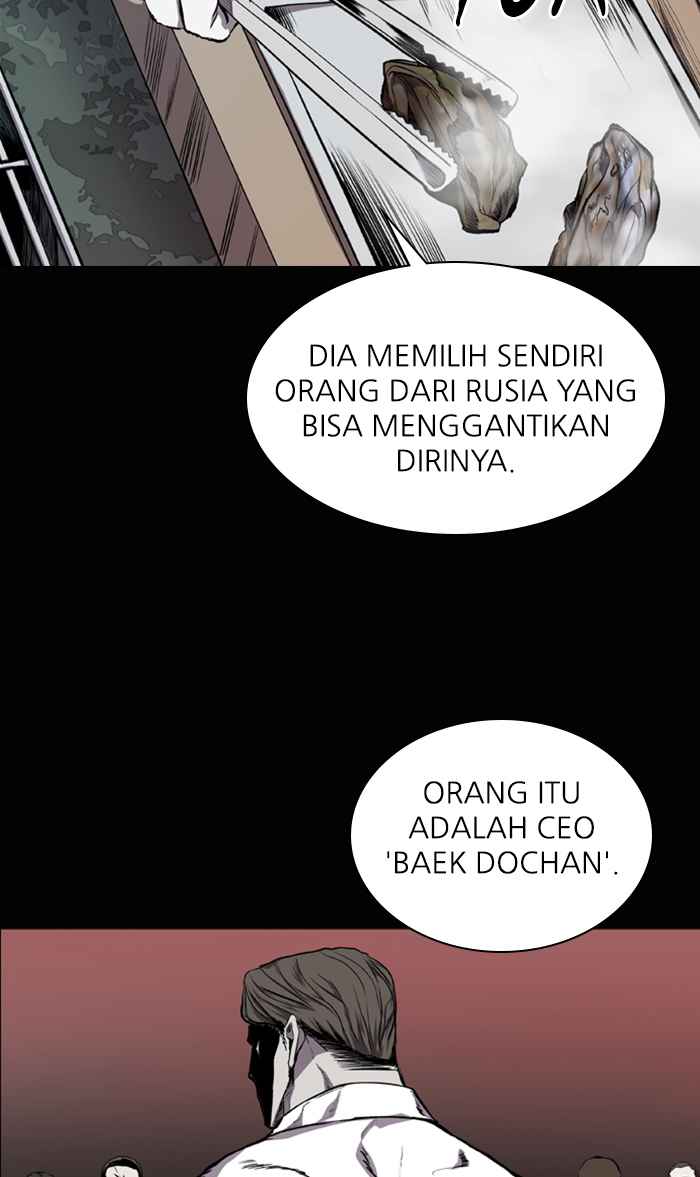 DIA MEMILIH SENDIRI
ORANG DARI RUSIA YANG
BISA MENGGANTIKAN
DIRINYA.
ORANG ITU
ADALAH CEO
'BAEK DOCHAN'.